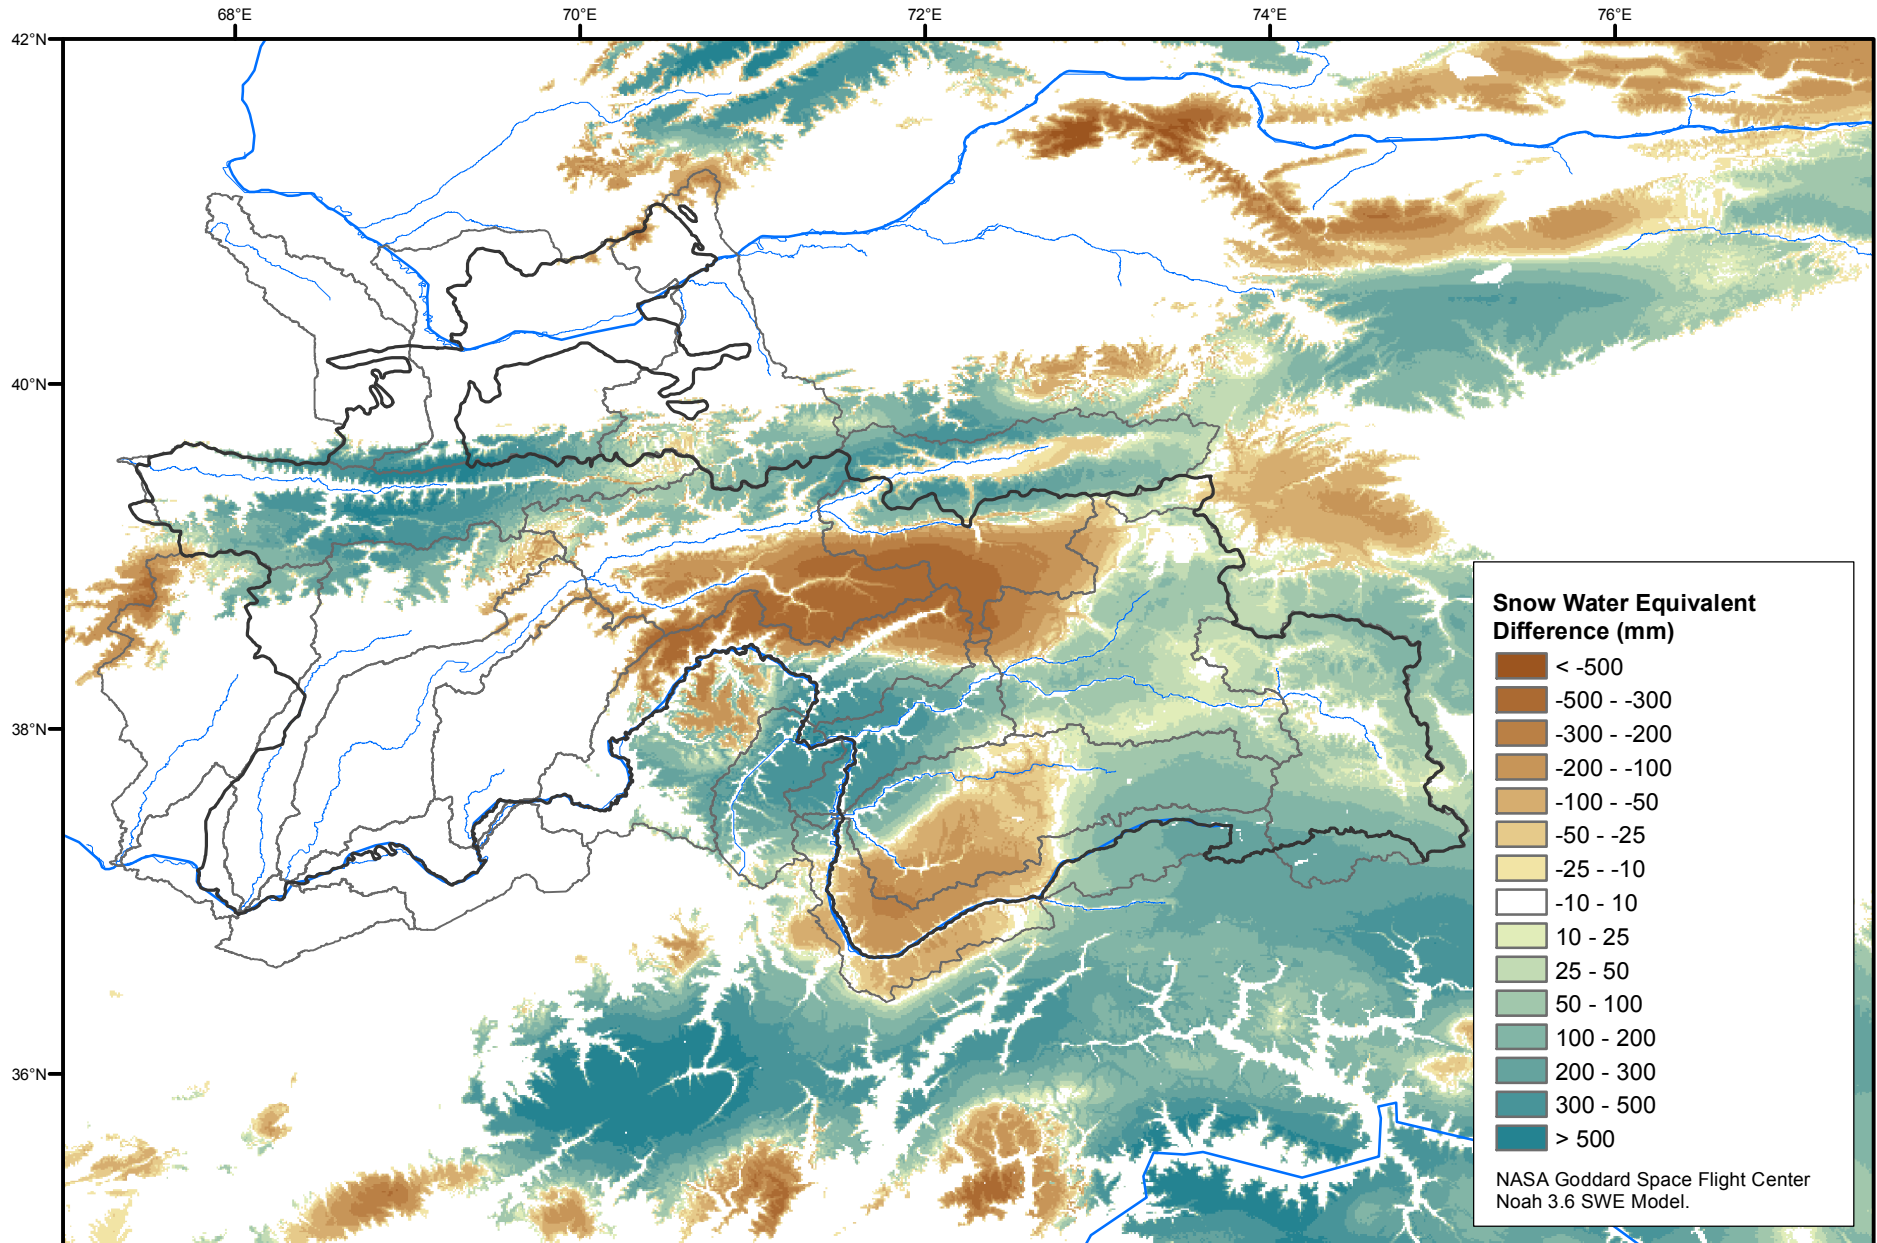 68°E
70°E
72°E
74°E
76°E
42°N
40°N
38°N
36°N
Snow Water Equivalent
Difference (mm)
< -500
-500 - -300
-300 - -200
-200 - -100
-100 - -50
-50 - -25
-25 - -10
-10 - 10
10 - 25
25 - 50
50 - 100
100 - 200
200 - 300
300 - 500
> 500
NASA Goddard Space Flight Center
Noah 3.6 SWE Model.